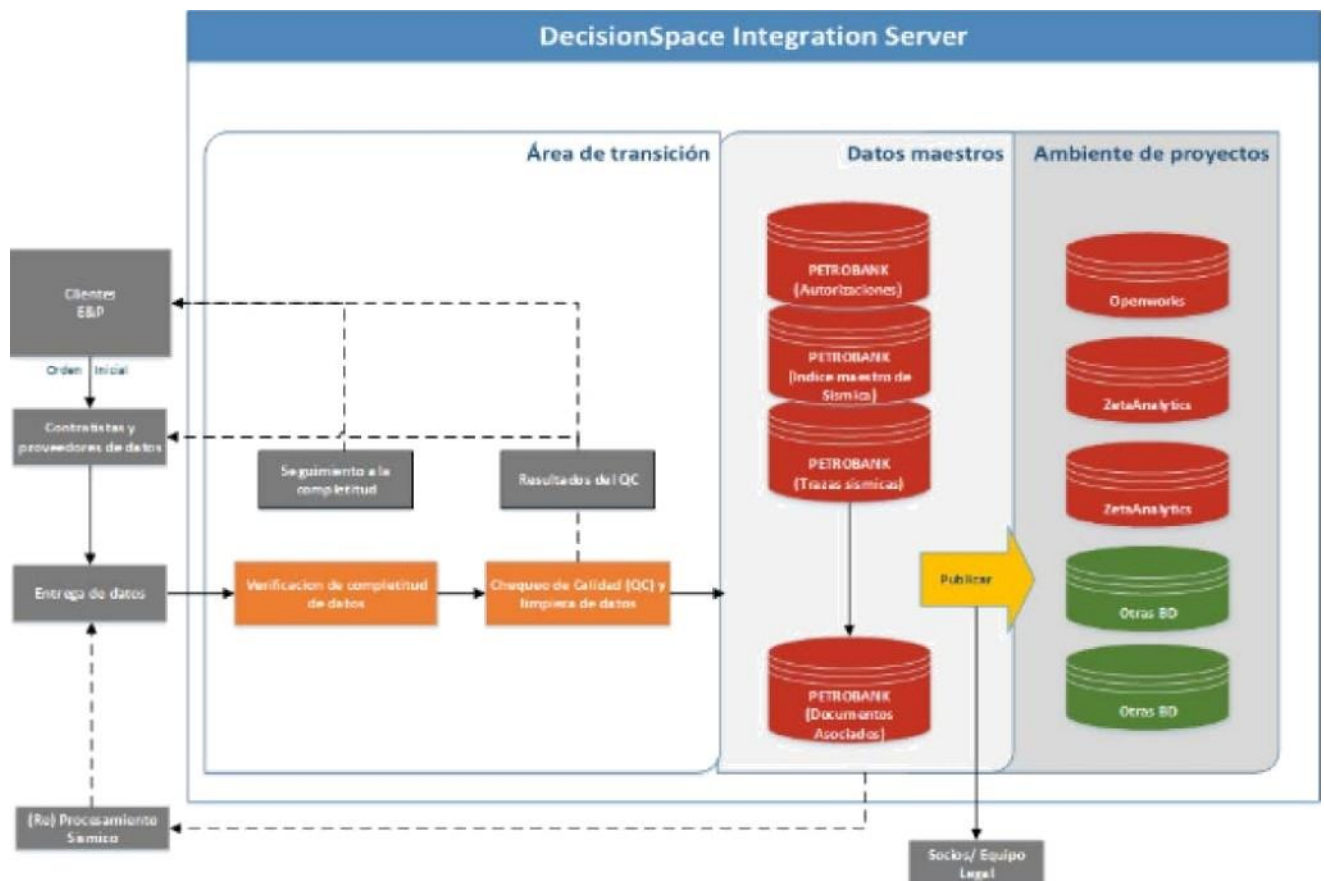 DecisionSpace Integration Server
Área de transición
Datos maestros
Ambiente de proyectos
Clientes
E&P
Orden Inicial
Contratistas y
proveedores de datos
Entrega de datos
(Re) Procesamiento
Sísmico
Seguimiento a la
completitud
Resultados del QC
Verificacion de completitud
de datos
Chequeo de Calidad (QC) y
limpieza de datos
PETROBANK
(Autorizaciones)
PETROBANK
(Indice maestro de
Sísmica)
PETROBANK
(Trazas sísmicas)
PETROBANK
(Documentos
Asociados)
Publicar
Openworks
ZetaAnalytics
ZetaAnalytics
Otras BD
Otras BD
Socios/ Equipo
Legal